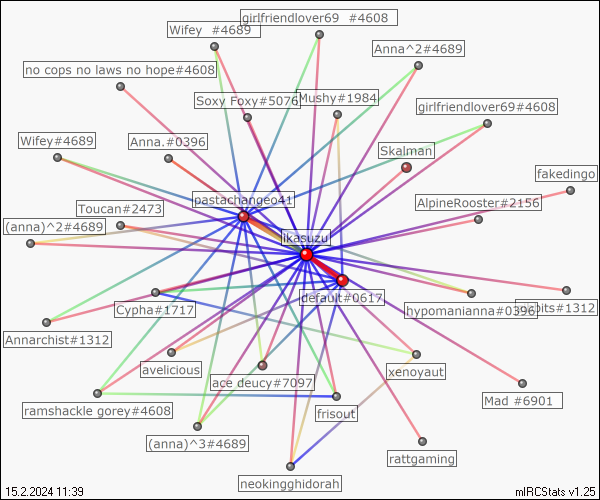 girlfriendlover69 #4608
Wifey #4689
Anna^2#4689
no cops no laws no hope#4608
Soxy Foxy#5076
Mushy#1984
girlfriendlover69#4608
Wifey#4689
Anna.#0396
Skalman
fakedingo
pastachangeo41
Toucan#2473
AlpineRooster#2156
(anna)^2#4689
ikasuzu
default#0617
Cypha#1717
hypomanianna#0396
bits#1312
Annarchist#1312
avelicious
xenoyaut
ace deucy#7097
Mad #6901
ramshackle gorey#4608
frisout
(anna)^3#4689
rattgaming
neokingghidorah
15.2.2024 11:39
mIRCStats v1.25